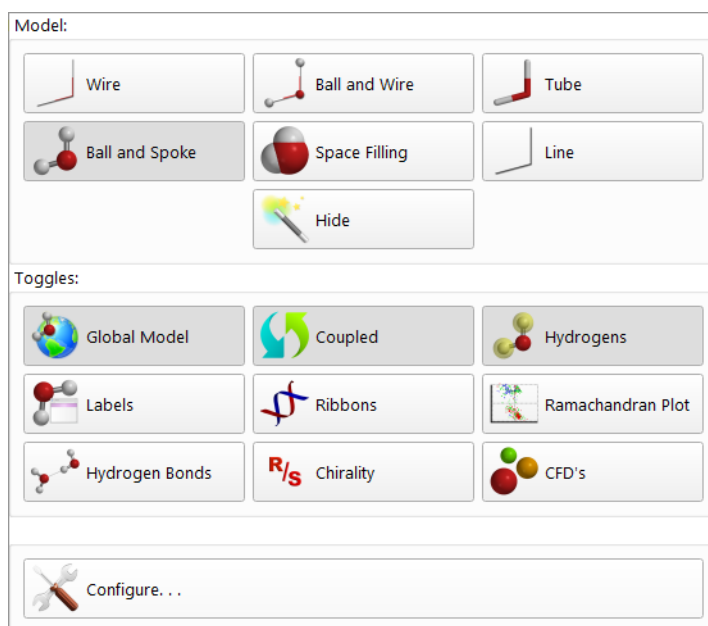 Model:
Wire
Ball and Wire
Tube
Ball and Spoke
Space Filling
Line
Hide
Toggles:
Global Model
Coupled
Hydrogens
Labels
Ribbons
Ramachandran Plot
Hydrogen Bonds
R/S
Chirality
CFD's
Configure. . .